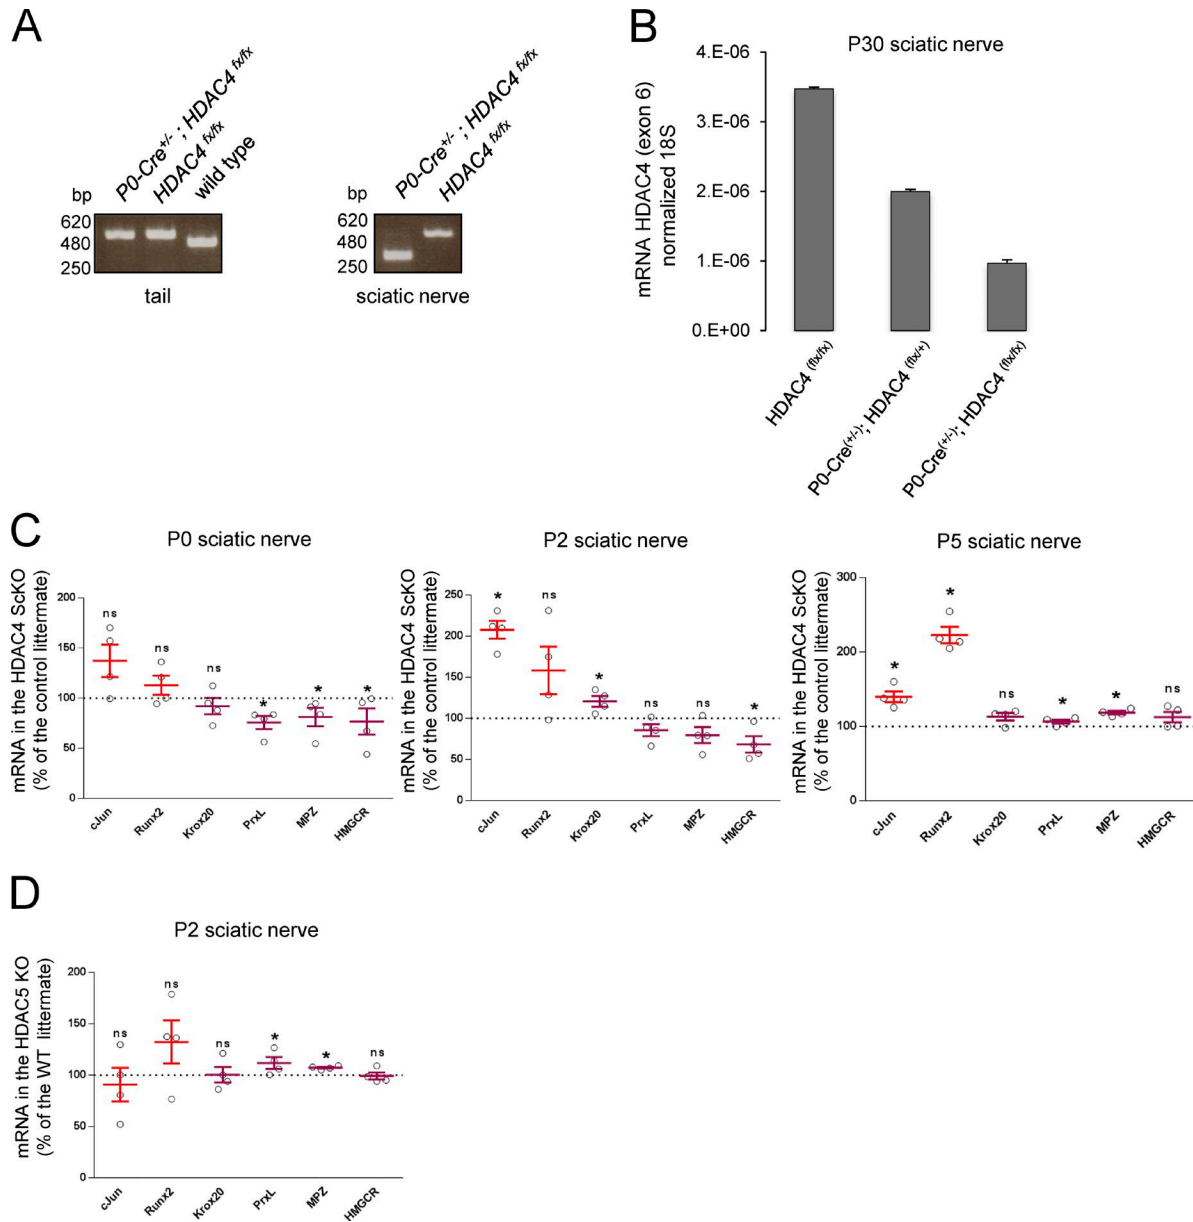 A
P0-Cre+/- ; HDAC4 fx/fx
HDAC4 fx/fx
wild type
bp
620
480
250
tail
P0-Cre+/- ; HDAC4 fx/fx
HDAC4 fx/fx
bp
620
480
250
sciatic nerve
B
P30 sciatic nerve
mRNA HDAC4 (exon 6)
normalized 18S
4.E-06
3.E-06
2.E-06
1.E-06
0.E+00
HDAC4 (flx/fx)
P0-Cre(+/-); HDAC4 (flx/+)
P0-Cre(+/-); HDAC4 (flx/fx)
C
P0 sciatic nerve
mRNA in the HDAC4 ScKO
(% of the control littermate)
200
150
100
50
0
ns
ns
ns
*
*
*
cJun
Runx2
Krox20
PrxL
MPZ
HMGCR
P2 sciatic nerve
mRNA in the HDAC4 ScKO
(% of the control littermate)
250
200
150
100
50
0
*
ns
*
ns
ns
*
cJun
Runx2
Krox20
PrxL
MPZ
HMGCR
P5 sciatic nerve
mRNA in the HDAC4 ScKO
(% of the control littermate)
300
200
100
0
*
*
ns
*
*
ns
cJun
Runx2
Krox20
PrxL
MPZ
HMGCR
D
P2 sciatic nerve
mRNA in the HDAC5 KO
(% of the WT littermate)
200
150
100
50
0
ns
ns
ns
*
*
ns
cJun
Runx2
Krox20
PrxL
MPZ
HMGCR